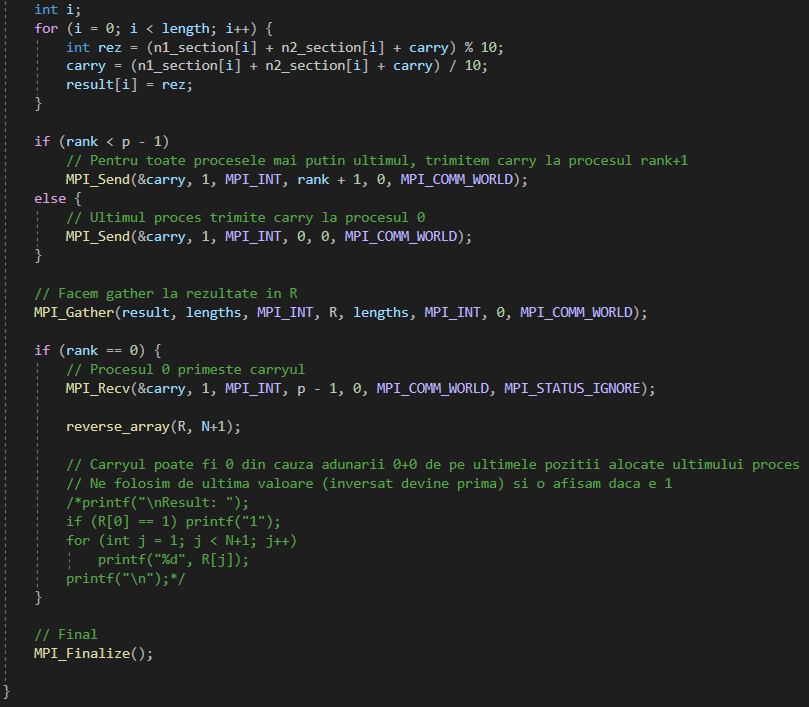 int i;
for (i = 0; i < length; i++) {
int rez = (n1_section[i] + n2_section[i] + carry) % 10;
carry = (n1_section[i] + n2_section[i] + carry) / 10;
result[i] = rez;
}
if (rank < p - 1)
// Pentru toate procesele mai putin ultimul, trimitem carry la procesul rank+1
MPI_Send(&carry, 1, MPI_INT, rank + 1, 0, MPI_COMM_WORLD);
else {
// Ultimul proces trimite carry la procesul 0
MPI_Send(&carry, 1, MPI_INT, 0, 0, MPI_COMM_WORLD);
}
// Facem gather la rezultate in R
MPI_Gather(result, lengths, MPI_INT, R, lengths, MPI_INT, 0, MPI_COMM_WORLD);
if (rank == 0) {
// Procesul 0 primeste carryul
MPI_Recv(&carry, 1, MPI_INT, p - 1, 0, MPI_COMM_WORLD, MPI_STATUS_IGNORE);
reverse_array(R, N+1);
// Carryul poate fi 0 din cauza adunarii 0+0 de pe ultimele pozitii alocate ultimului proces
// Ne folosim de ultima valoare (inversat devine prima) si o afisam daca e 1
/*printf("\nResult: ");
if (R[0] == 1) printf("1");
for (int j = 1; j < N+1; j++)
printf("%d", R[j]);
printf("\n");*/
}
// Final
MPI_Finalize();
}